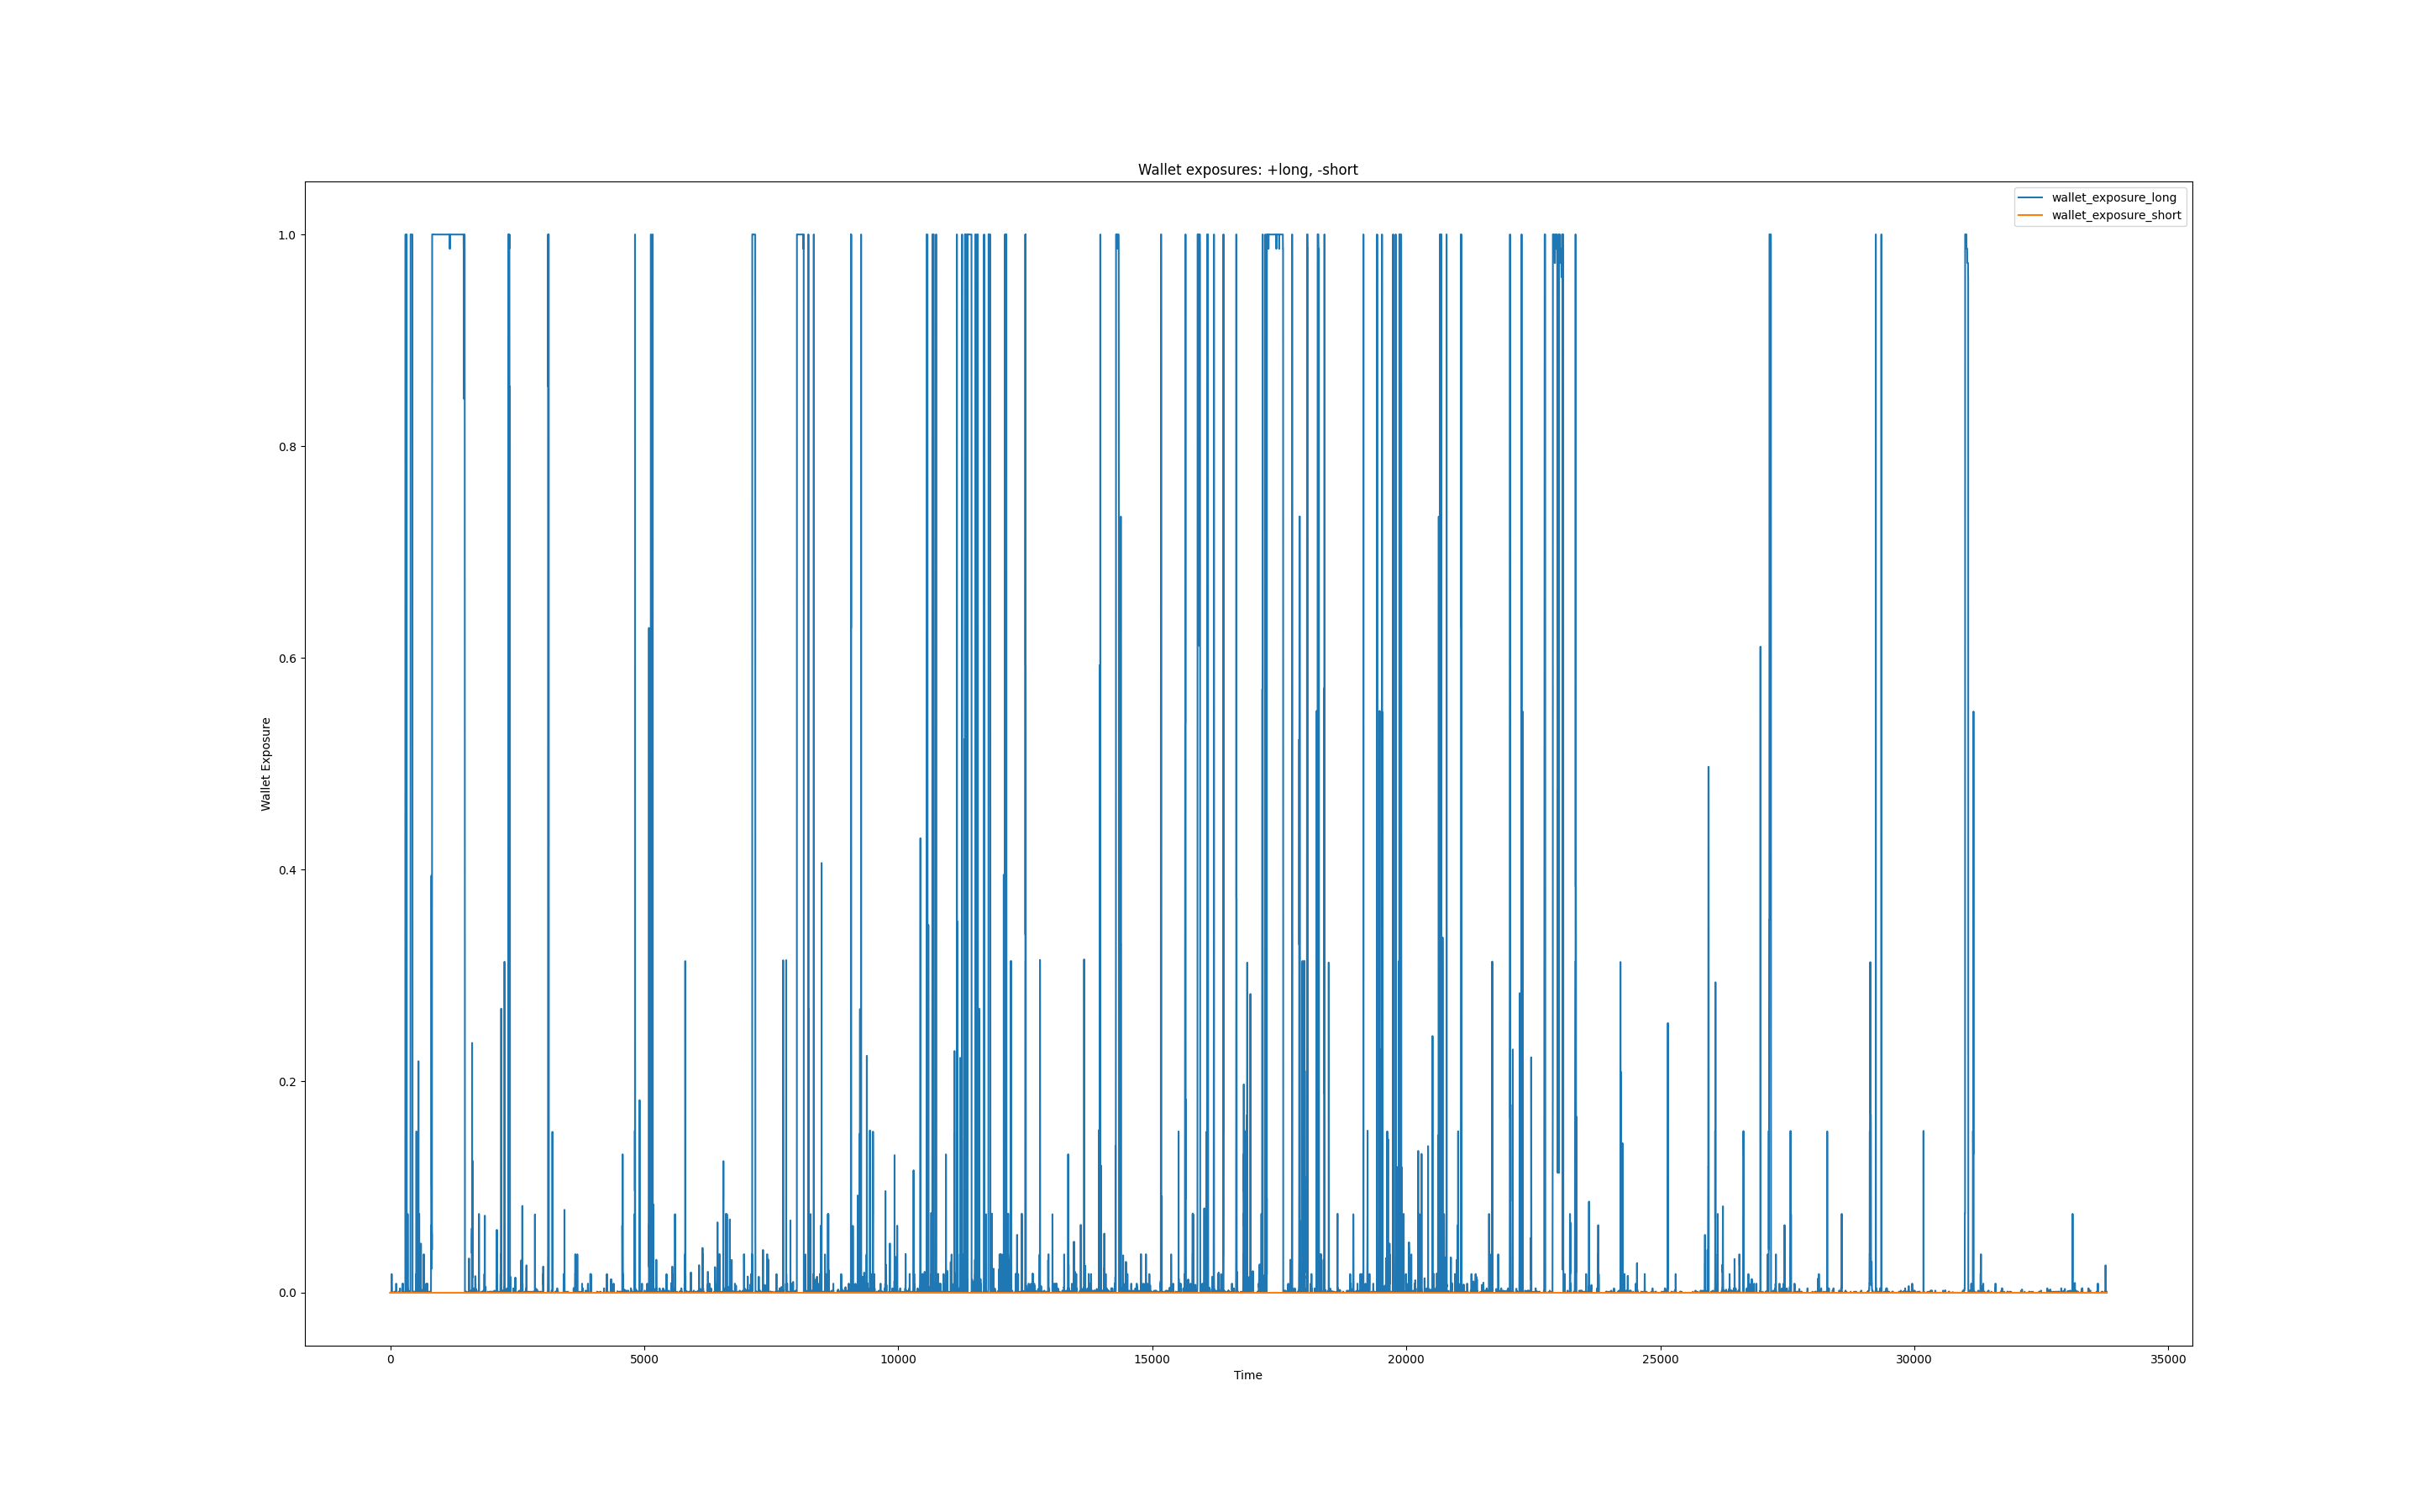 Wallet exposures: +long, -short
wallet_exposure_long
wallet_exposure_short
1.0
0.8
0.6
0.4
0.2
0.0
Wallet Exposure
0 5000 10000 15000 20000 25000 30000 35000
Time